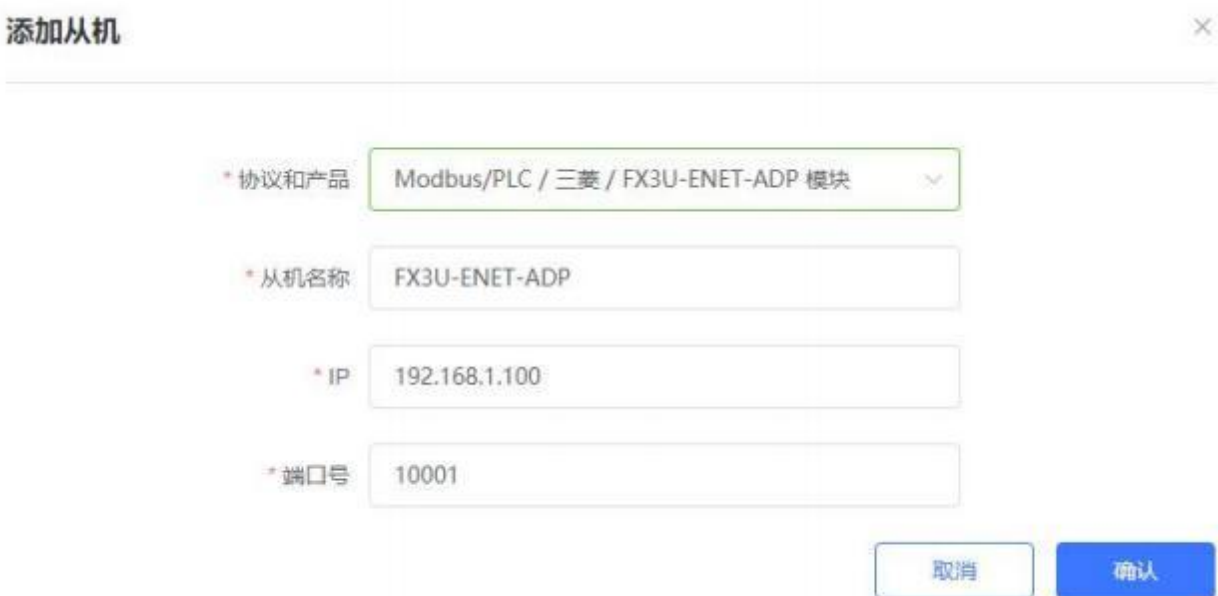 添加从机
* 协议和产品 Modbus/PLC / 三菱 / FX3U-ENET-ADP 模块
* 从机名称 FX3U-ENET-ADP
* IP 192.168.1.100
* 端口号 10001
取消 确认